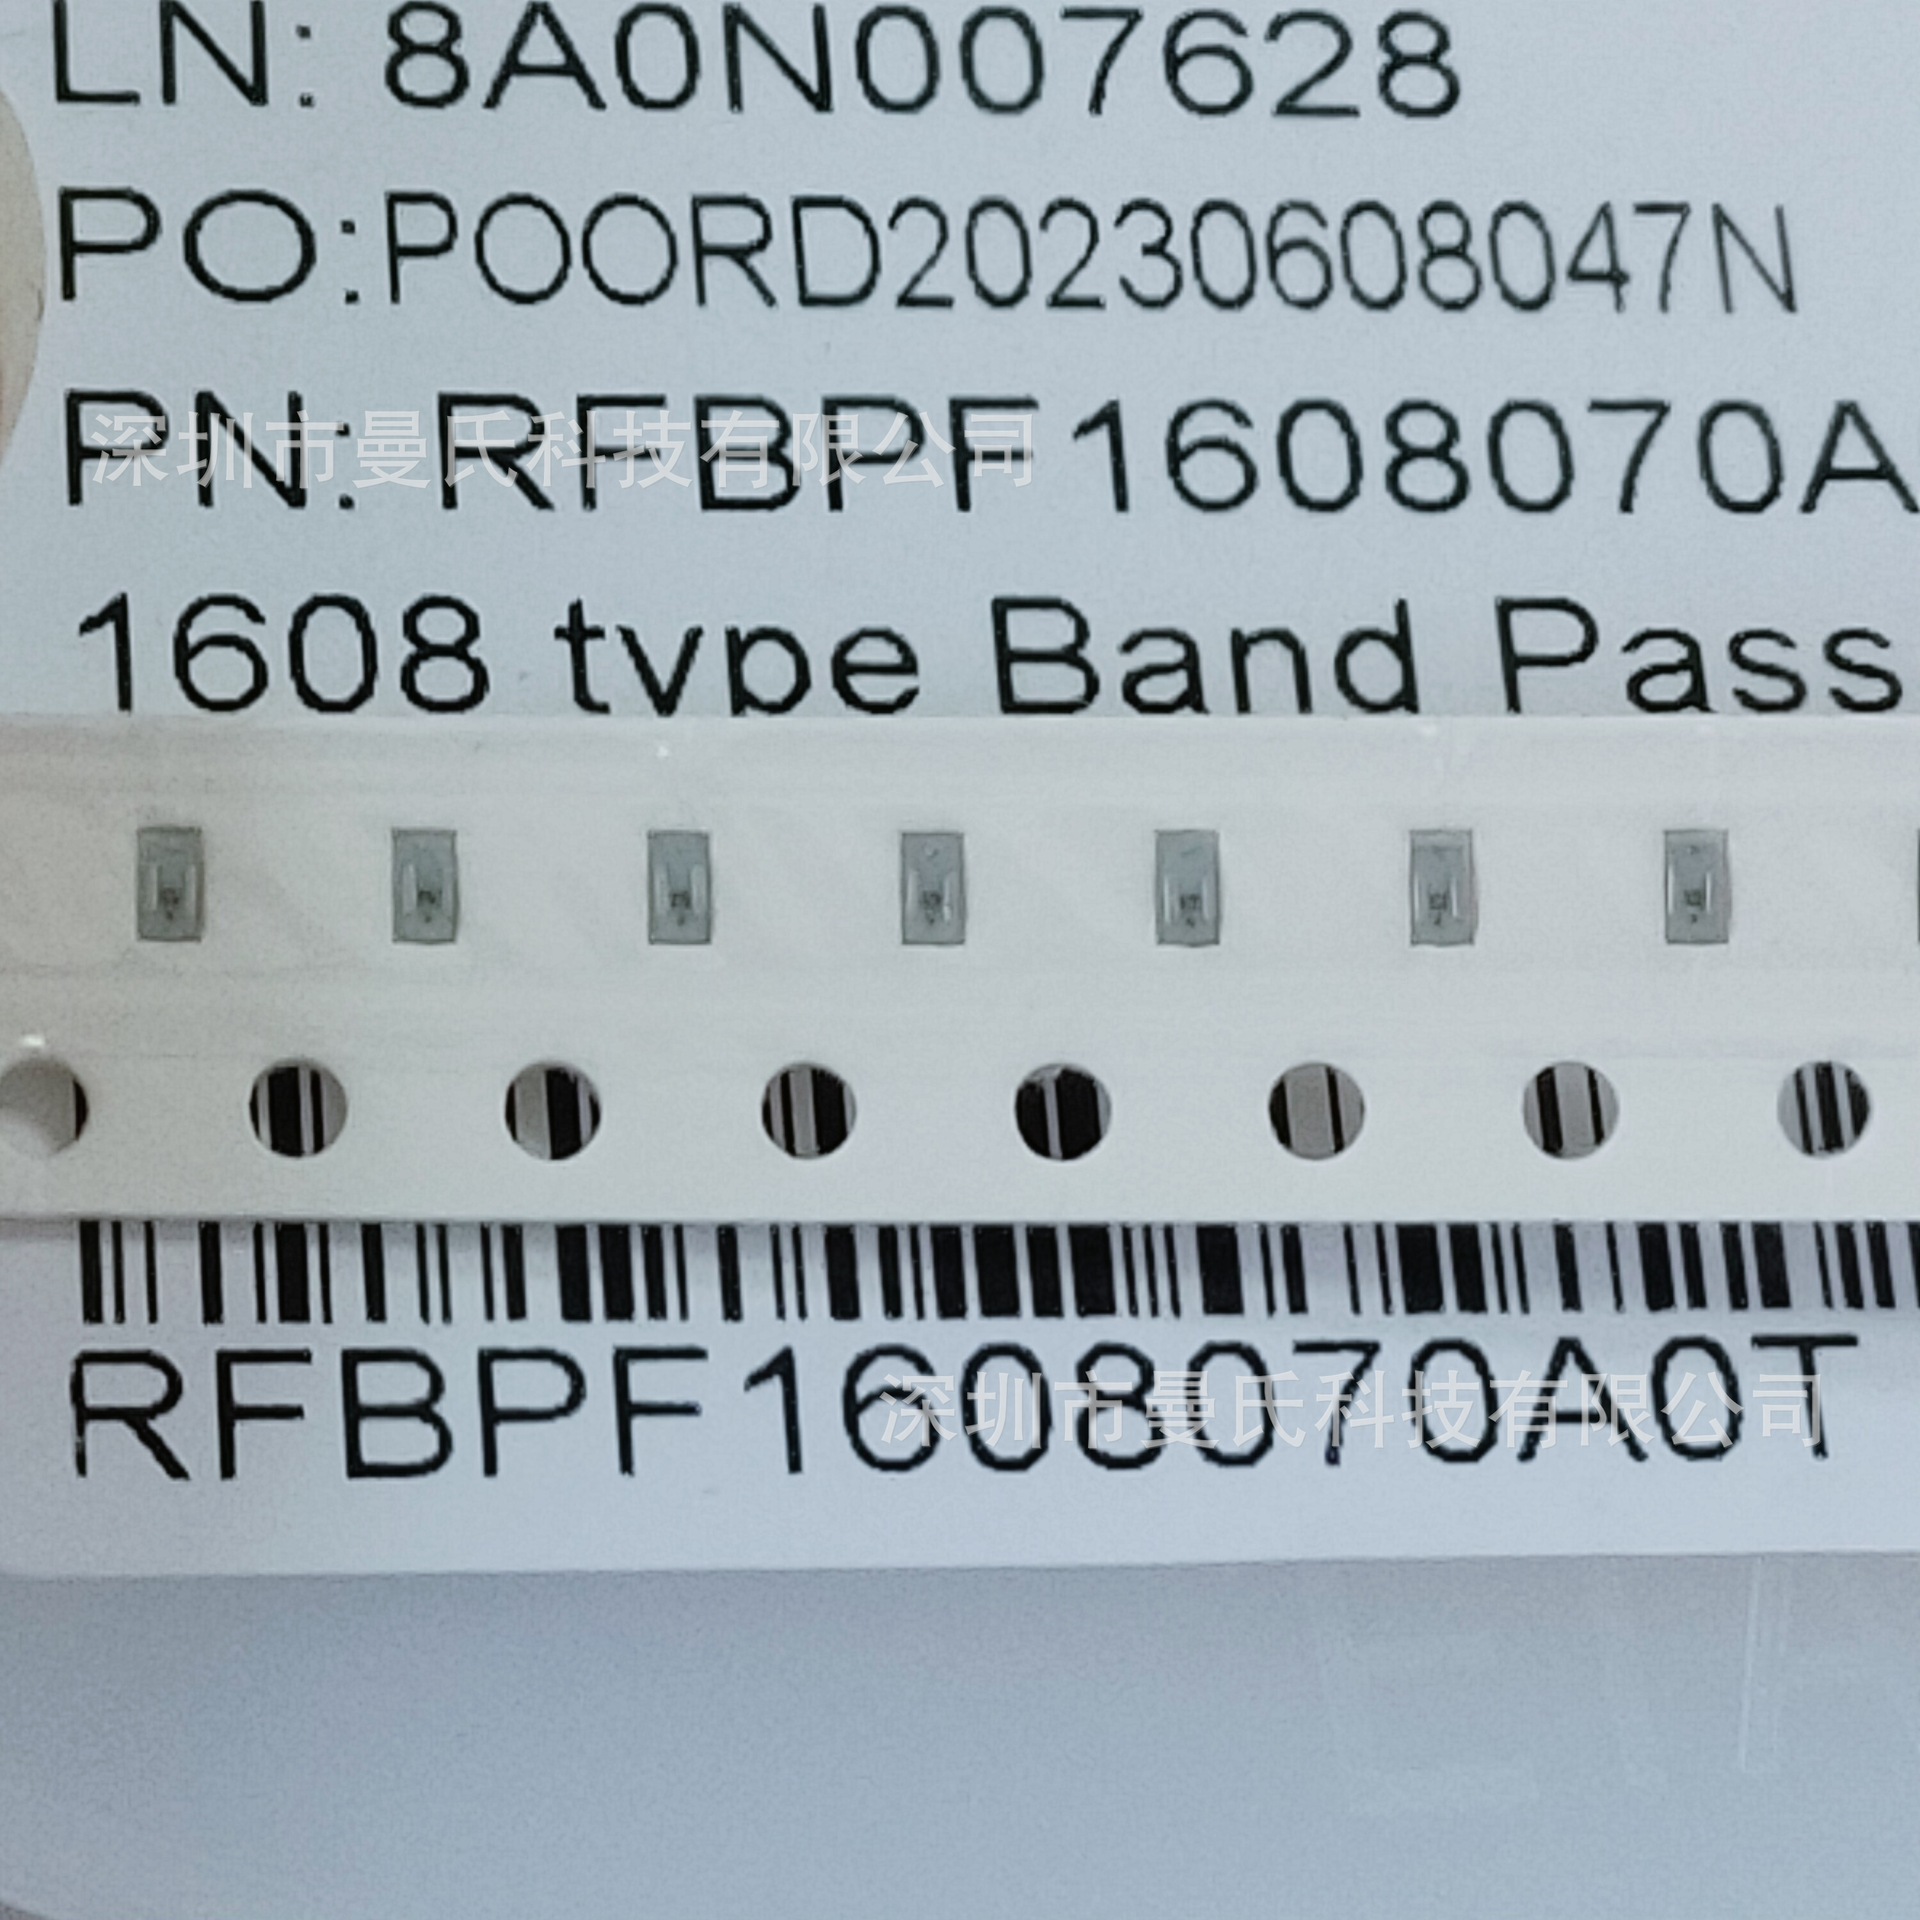 LN: 8A0N007628
PO:POORD20230608047N
PN: RFBPF1608070A
深圳市曼氏科技有限公司
1608 type Band Pass
RFBPF1608070A0T
深圳市曼氏科技有限公司